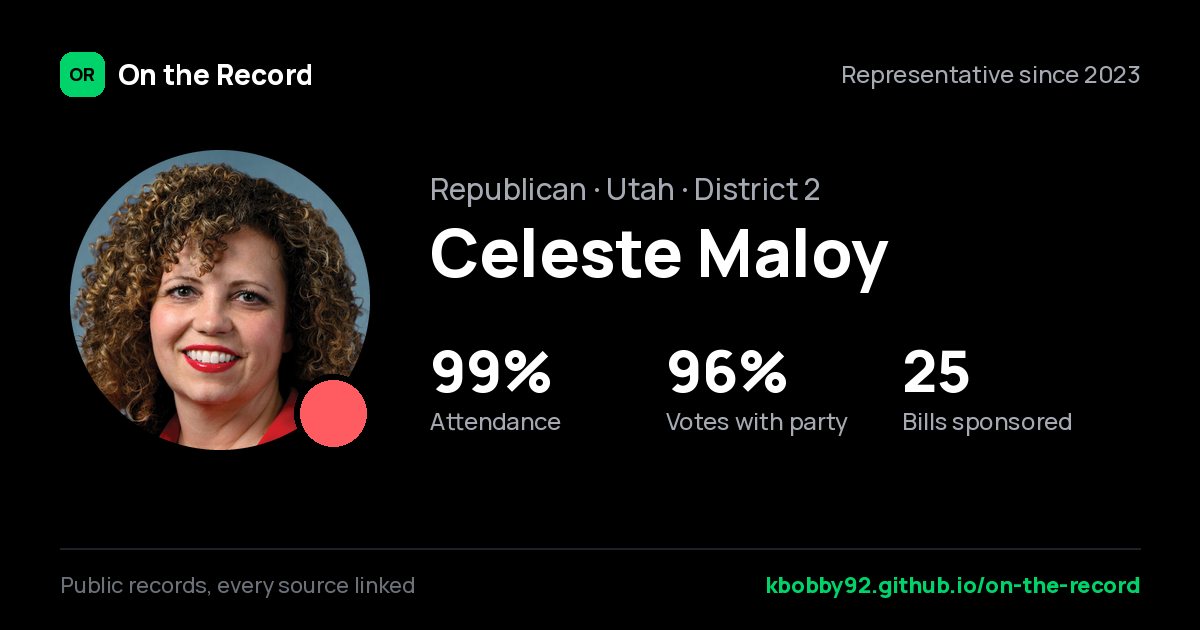 OR On the Record
Representative since 2023
Republican · Utah · District 2
Celeste Maloy
99% 96% 25
Attendance Votes with party Bills sponsored
Public records, every source linked
kbobby92.github.io/on-the-record